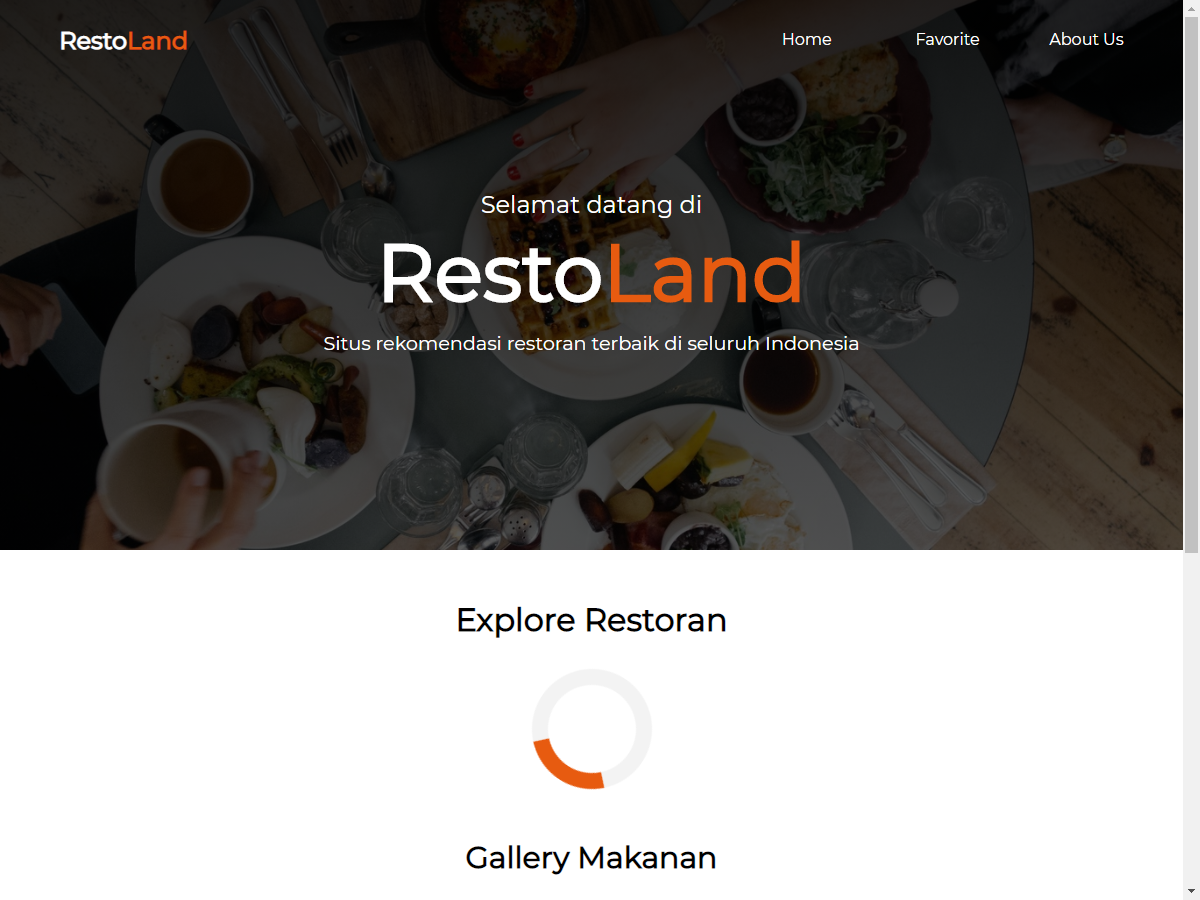 RestoLand
Home
Favorite
About Us
Selamat datang di
RestoLand
Situs rekomendasi restoran terbaik di seluruh Indonesia
Explore Restoran
Gallery Makanan